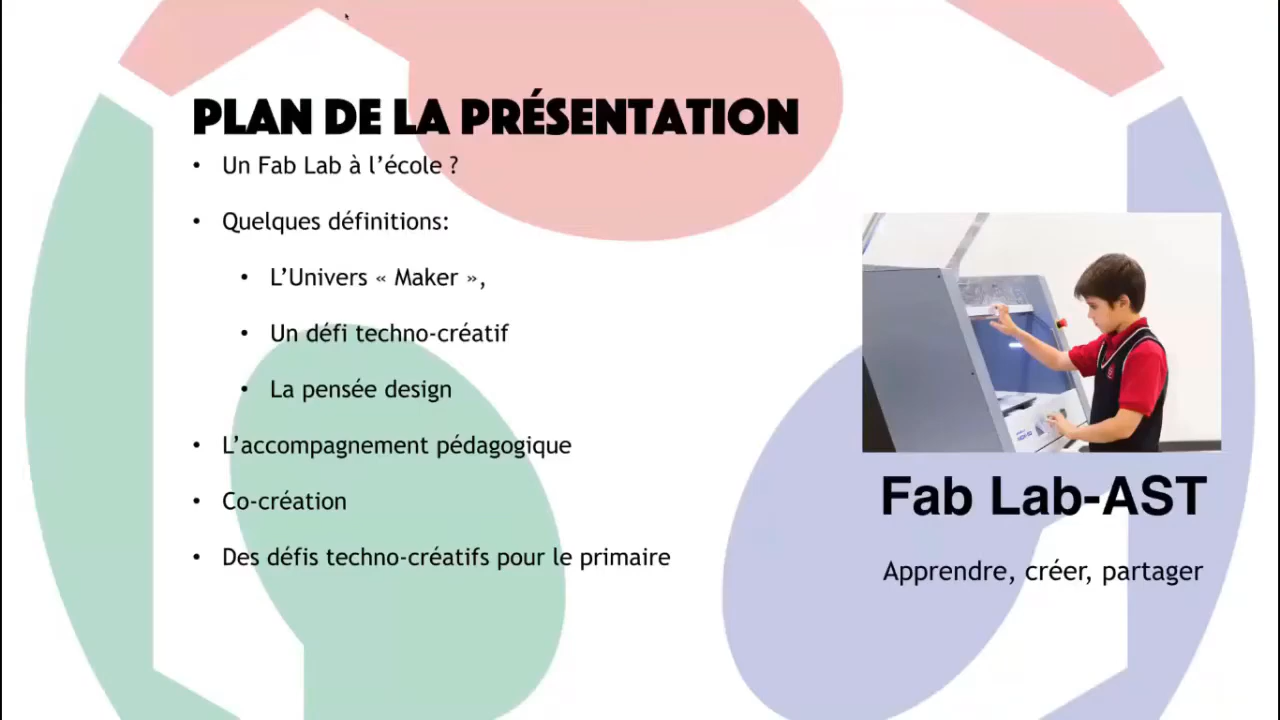 PLAN DE LA PRÉSENTATION
• Un Fab Lab à l’école ?
• Quelques définitions:
• L’Univers « Maker »,
• Un défi techno-créatif
• La pensée design
• L’accompagnement pédagogique
• Co-création
• Des défis techno-créatifs pour le primaire
Fab Lab-AST
Apprendre, créer, partager